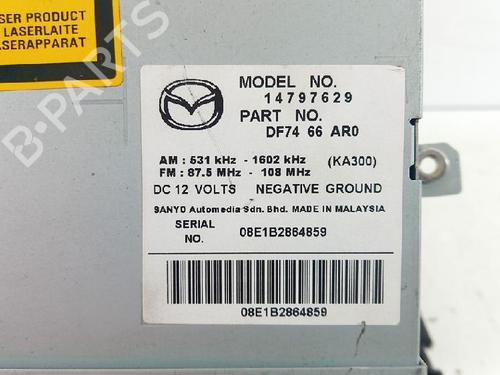 SER PRODUCT
LASERLAITE
SERAPPARAT
B-PARTS
MODEL NO.
14797629
PART NO.
DF74 66 AR0
AM : 531 kHz - 1602 kHz (KA300)
FM : 87.5 MHz - 108 MHz
DC 12 VOLTS NEGATIVE GROUND
SANYO Automedia Sdn. Bhd. MADE IN MALAYSIA
SERIAL NO. 08E1B2864859
08E1B2864859